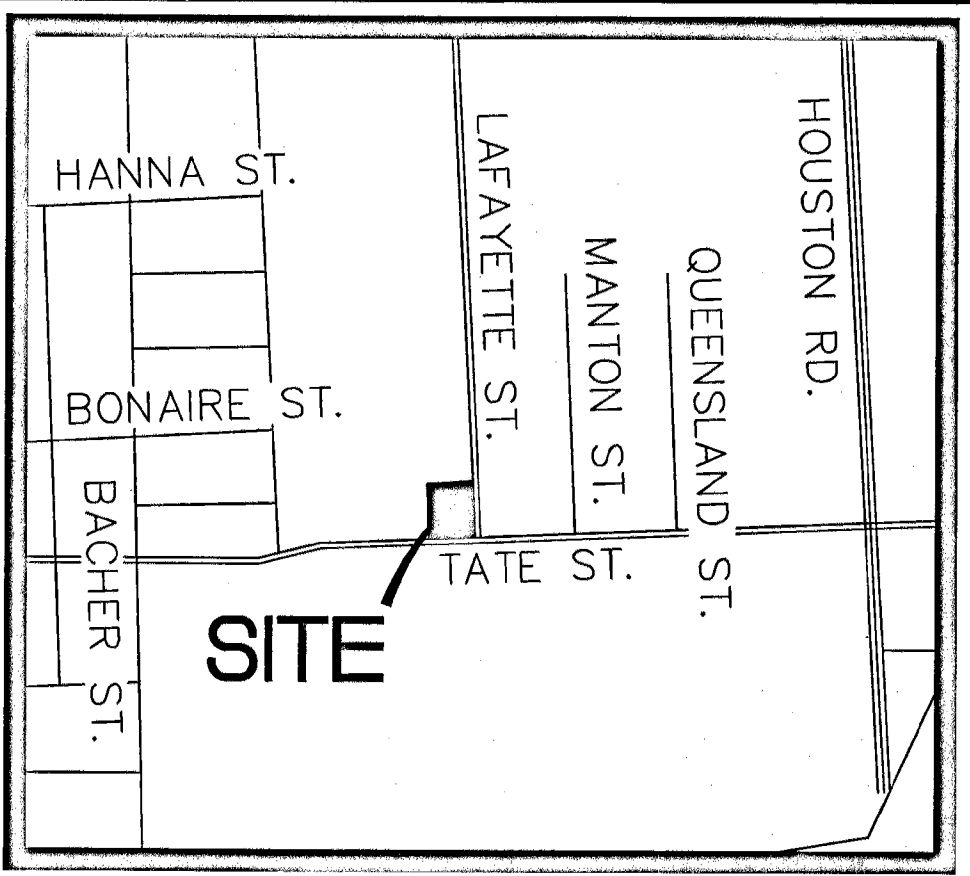 HANNA ST.
LAFAYETTE ST.
HOUSTON RD.
MANTON ST.
QUEENSLAND ST.
BONAIRE ST.
BACHER ST.
TATE ST.
SITE